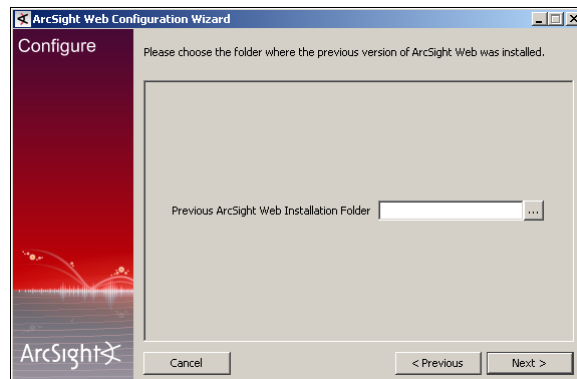 ArcSight Web Configuration Wizard
Configure
Please choose the folder where the previous version of ArcSight Web was installed.
Previous ArcSight Web Installation Folder
...
ArcSight
Cancel
< Previous
Next >